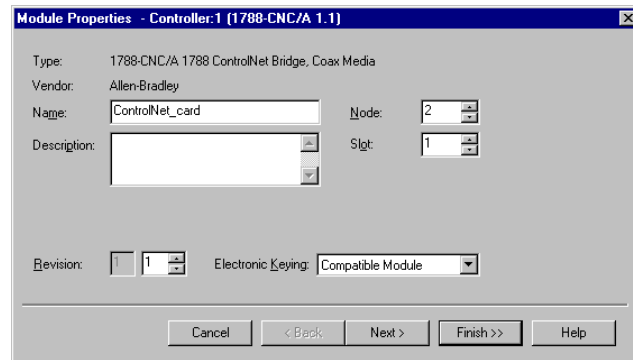 Module Properties - Controller:1 (1788-CNC/A 1.1)
Type: 1788-CNC/A 1788 ControlNet Bridge, Coax Media
Vendor: Allen-Bradley
Name: ControlNet_card Node: 2
Description: Slot: 1
Revision: 1 1 Electronic Keying: Compatible Module
Cancel < Back Next > Finish >> Help